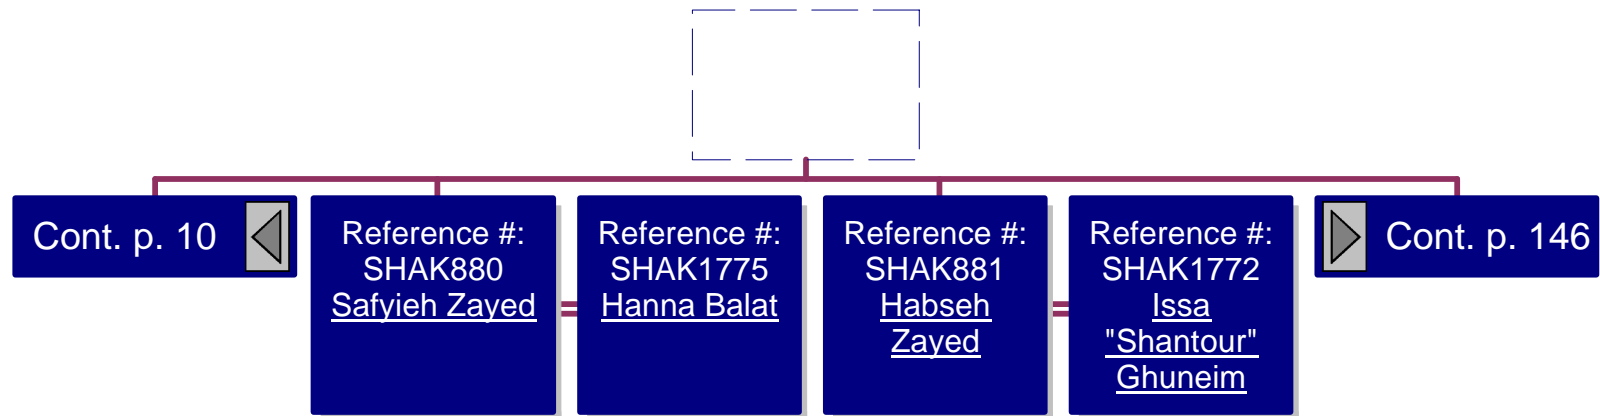 Cont. p. 10
Reference #:
SHAK880
Safyieh Zayed
Reference #:
SHAK1775
Hanna Balat
Reference #:
SHAK881
Habseh
Zayed
Reference #:
SHAK1772
Issa
"Shantour"
Ghuneim
Cont. p. 146